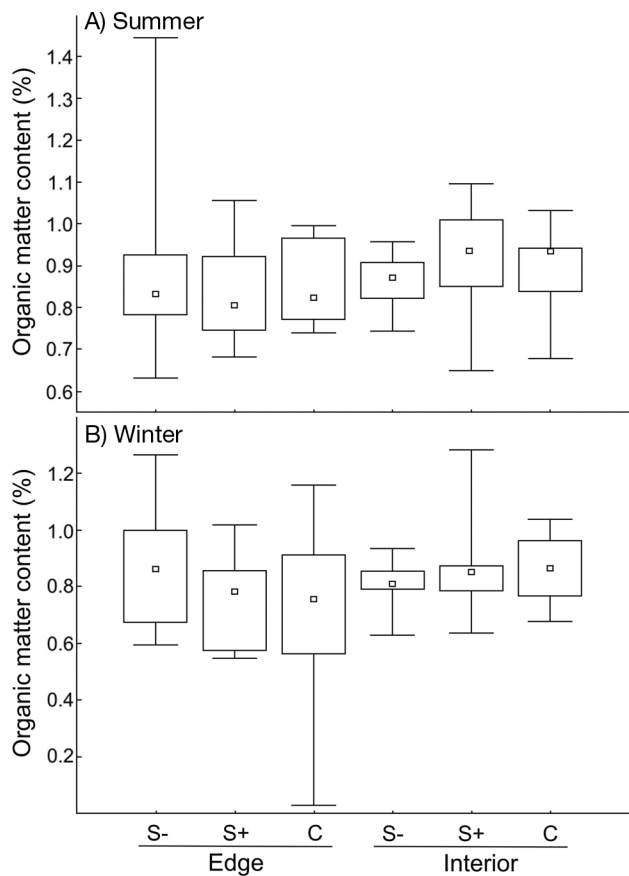 A) Summer
Organic matter content (%)
1.4
1.3
1.2
1.1
1.0
0.9
0.8
0.7
0.6
B) Winter
Organic matter content (%)
1.2
1.0
0.8
0.6
0.4
0.2
S- S+ C S- S+ C
Edge Interior